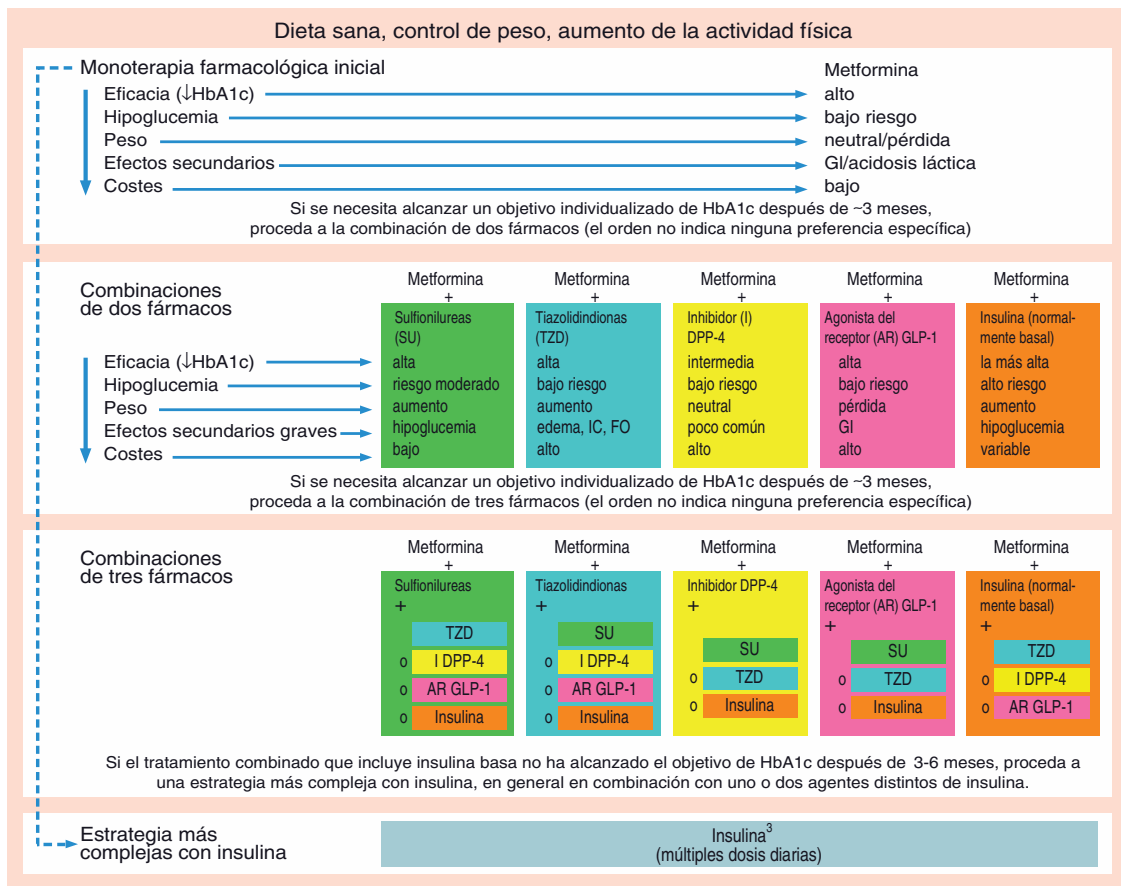 Dieta sana, control de peso, aumento de la actividad física
Monoterapia farmacológica inicial
Metformina
Eficacia (↓HbA1c)
alto
Hipoglucemia
bajo riesgo
Peso
neutral/pérdida
Efectos secundarios
GI/acidosis láctica
Costes
bajo
Si se necesita alcanzar un objetivo individualizado de HbA1c después de ~3 meses,
proceda a la combinación de dos fármacos (el orden no indica ninguna preferencia específica)
Combinaciones
de dos fármacos
Eficacia (↓HbA1c)
Hipoglucemia
Peso
Efectos secundarios graves
Costes
Metformina
+
Sulfionilureas
(SU)
alta
riesgo moderado
aumento
hipoglucemia
bajo
Metformina
+
Tiazolidindionas
(TZD)
alta
bajo riesgo
aumento
edema, IC, FO
alto
Metformina
+
Inhibidor (I)
DPP-4
intermedia
bajo riesgo
neutral
poco común
alto
Metformina
+
Agonista del
receptor (AR) GLP-1
alta
bajo riesgo
pérdida
GI
alto
Metformina
+
Insulina (normal-
mente basal)
la más alta
alto riesgo
aumento
hipoglucemia
variable
Si se necesita alcanzar un objetivo individualizado de HbA1c después de ~3 meses,
proceda a la combinación de tres fármacos (el orden no indica ninguna preferencia específica)
Combinaciones
de tres fármacos
Metformina
+
Sulfionilureas
+
TZD
o I DPP-4
o AR GLP-1
o Insulina
Metformina
+
Tiazolidindionas
+
SU
o I DPP-4
o AR GLP-1
o Insulina
Metformina
+
Inhibidor DPP-4
+
SU
o TZD
o Insulina
Metformina
+
Agonista del
receptor (AR) GLP-1
+
SU
o TZD
o Insulina
Metformina
+
Insulina (normal-
mente basal)
+
TZD
o I DPP-4
o AR GLP-1
Si el tratamiento combinado que incluye insulina basa no ha alcanzado el objetivo de HbA1c después de 3-6 meses, proceda a
una estrategia más compleja con insulina, en general en combinación con uno o dos agentes distintos de insulina.
Estrategia más
complejas con insulina
Insulina³
(múltiples dosis diarias)